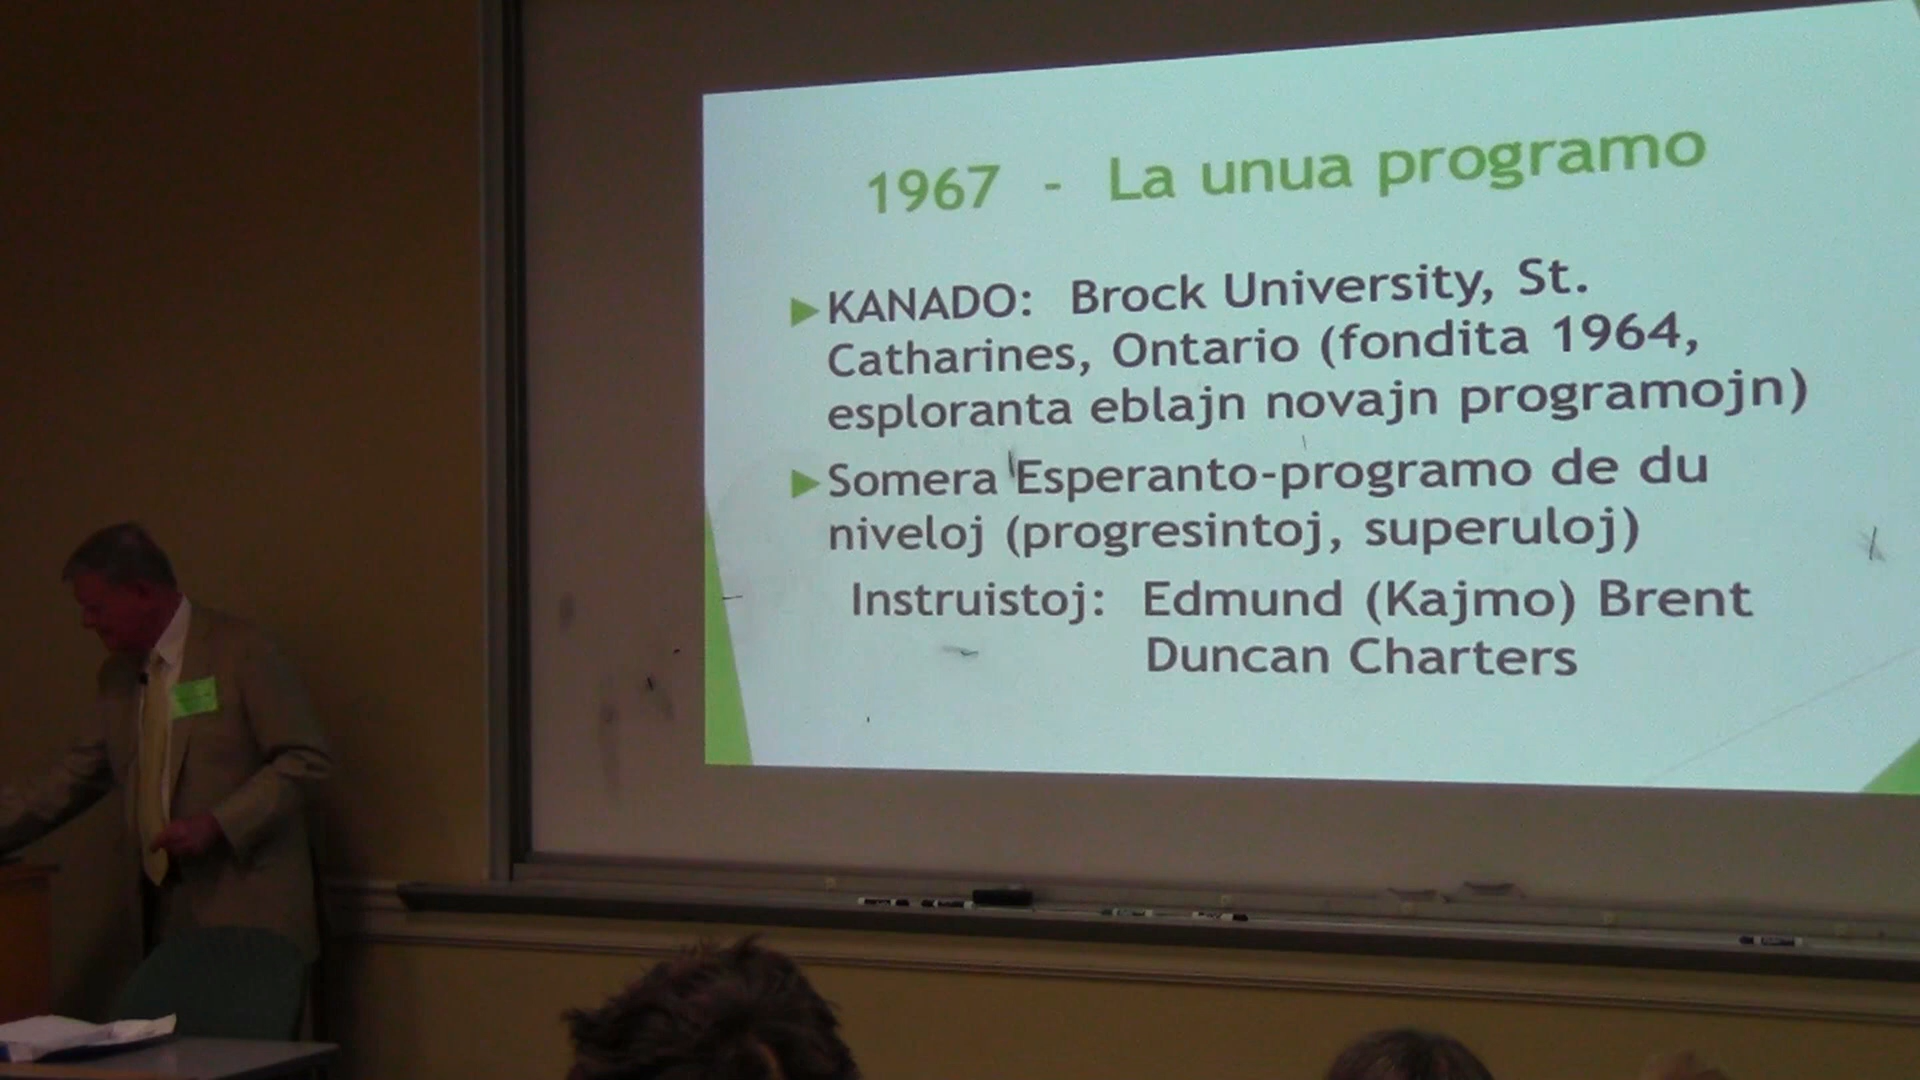 1967 - La unua programo
KANADO: Brock University, St.
Catharines, Ontario (fondita 1964,
esploranta eblajn novajn programojn)
Somera Esperanto-programo de du
niveloj (progresintoj, superuloj)
Instruistoj: Edmund (Kajmo) Brent
Duncan Charters